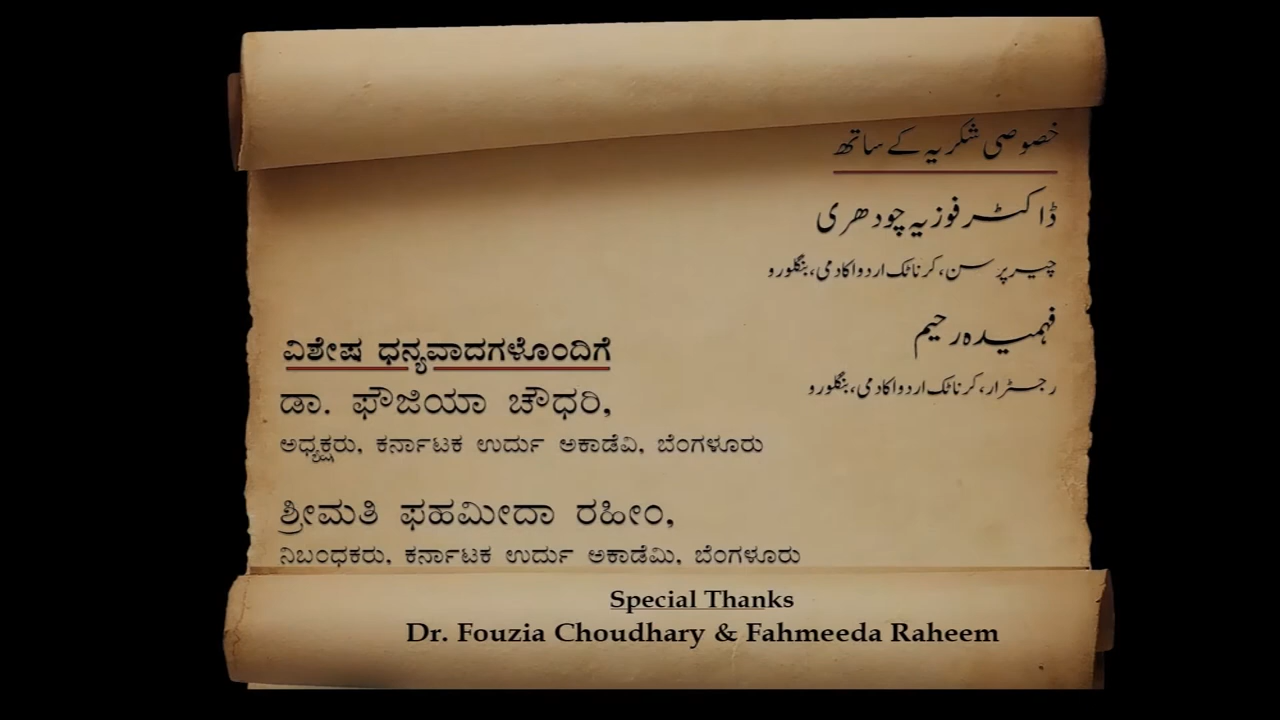 خصوصی شکریہ کے ساتھ
ڈاکٹر فوزیہ چودھری
چیرپرسن، کرناٹک اردو اکادمی، بنگلورو
فہمیدہ رحیم
رجسٹرار، کرناٹک اردو اکادمی، بنگلورو
ವಿಶೇಷ ಧನ್ಯವಾದಗಳೊಂದಿಗೆ
ಡಾ. ಫೌಜಿಯಾ ಚೌಧರಿ,
ಅಧ್ಯಕ್ಷರು, ಕರ್ನಾಟಕ ಉರ್ದು ಅಕಾಡೆವಿ, ಬೆಂಗಳೂರು
ಶ್ರೀಮತಿ ಫಹಮೀದಾ ರಹೀಂ,
ನಿಬಂಧಕರು, ಕರ್ನಾಟಕ ಉರ್ದು ಅಕಾಡೆಮಿ, ಬೆಂಗಳೂರು
Special Thanks
Dr. Fouzia Choudhary & Fahmeeda Raheem